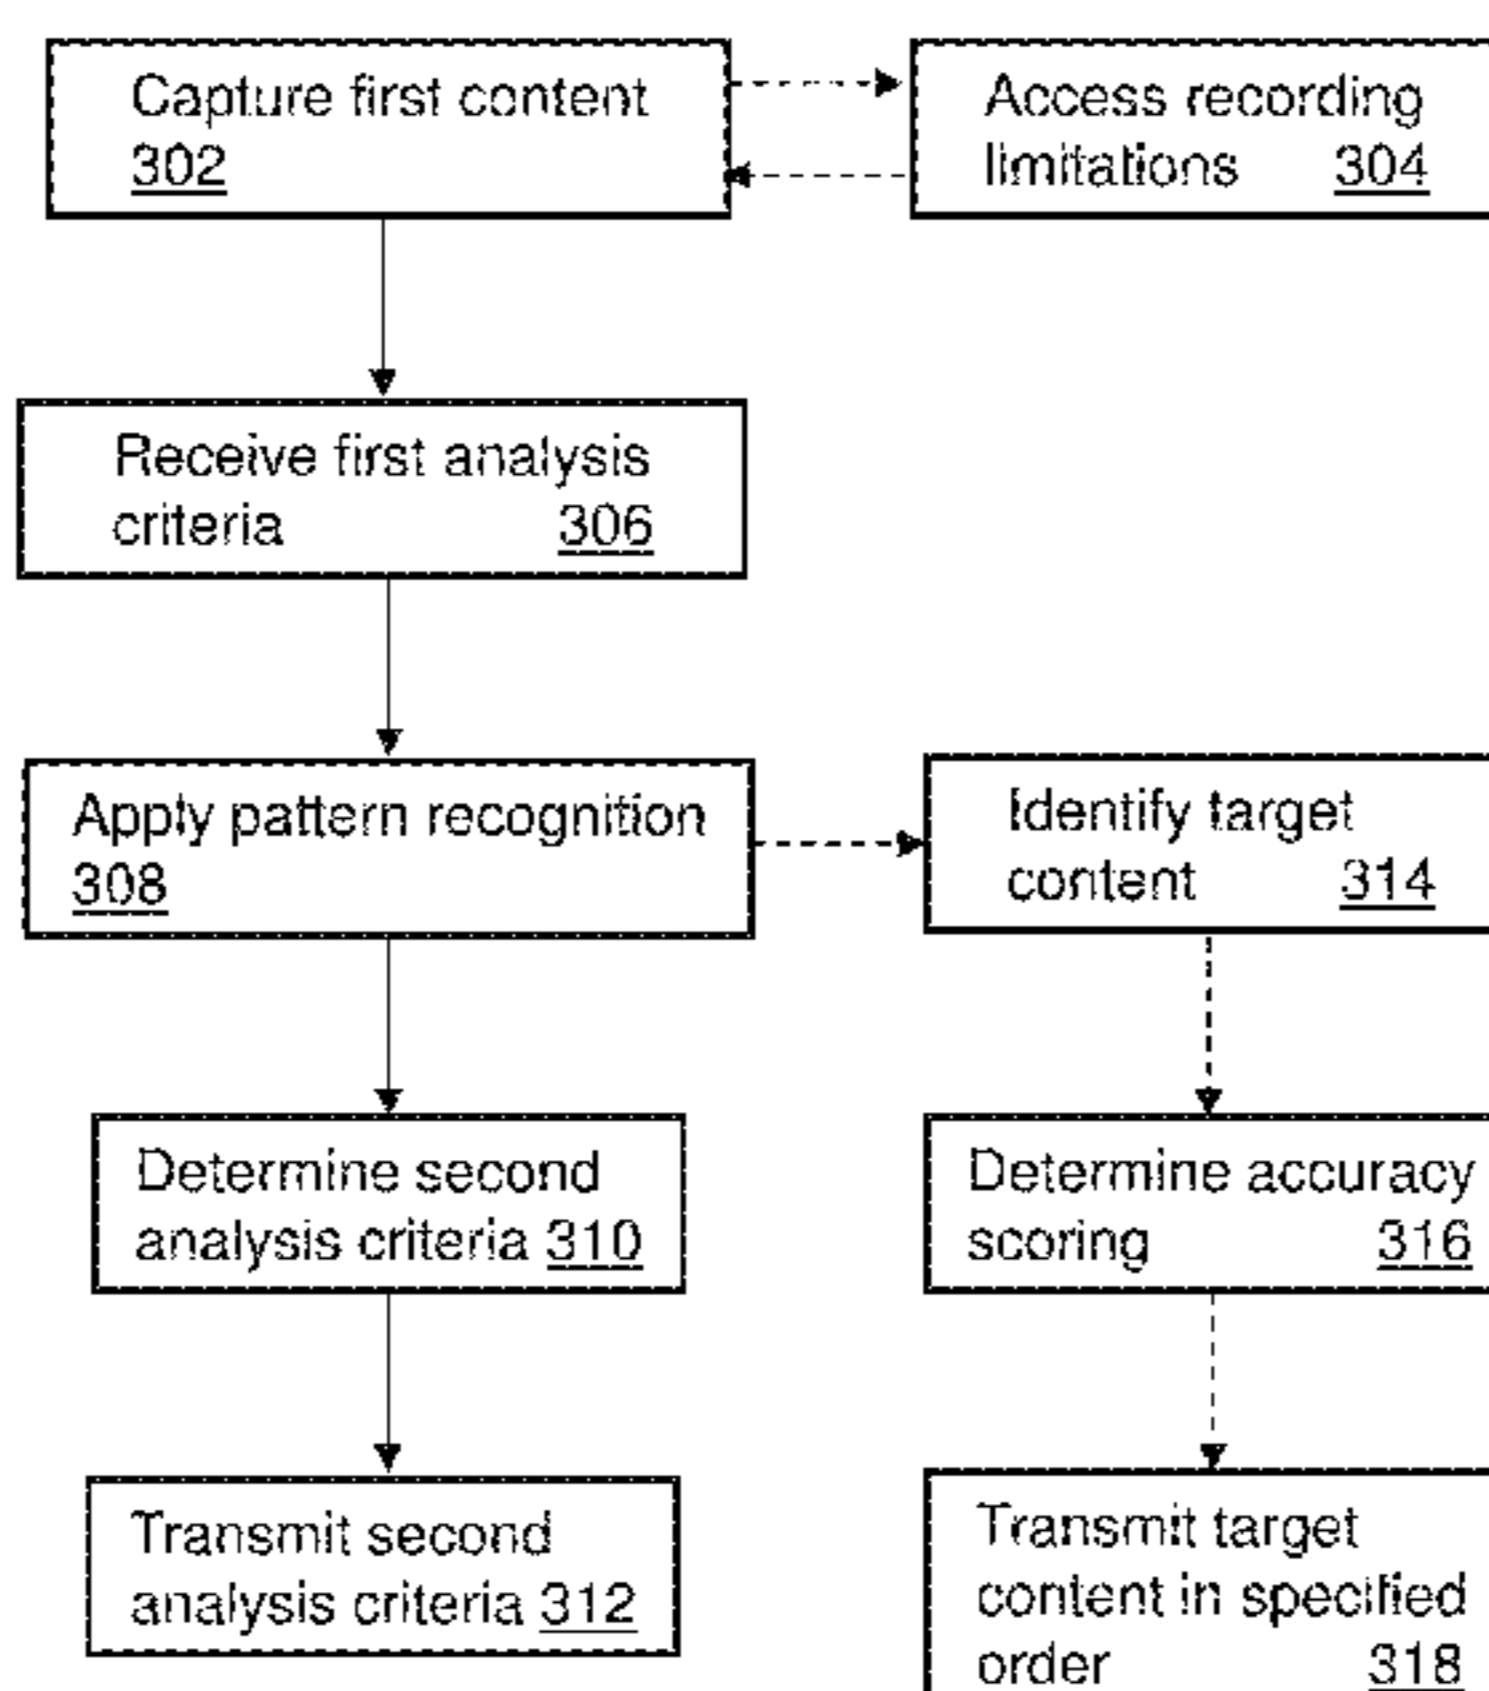 Capture first content
302
Access recording
limitations 304
Receive first analysis
criteria 306
Apply pattern recognition
308
Identify target
content 314
Determine second
analysis criteria 310
Determine accuracy
scoring 316
Transmit second
analysis criteria 312
Transmit target
content in specified
order 318